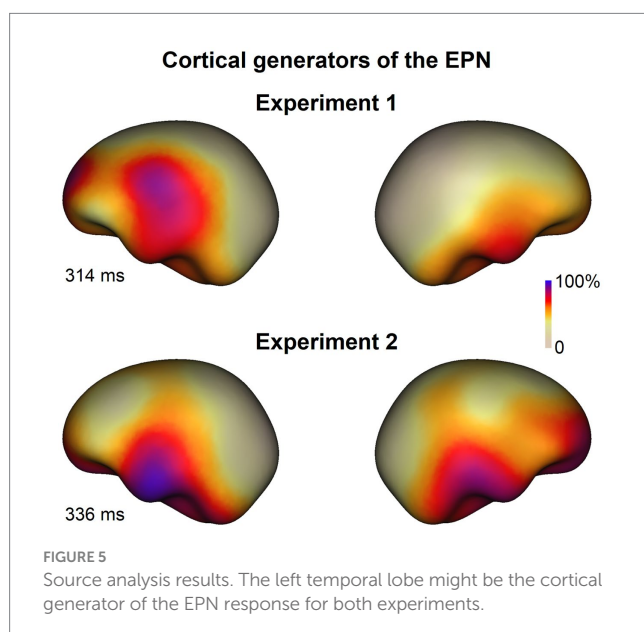 Cortical generators of the EPN
Experiment 1
314 ms
100%
0
Experiment 2
336 ms
FIGURE 5
Source analysis results. The left temporal lobe might be the cortical
generator of the EPN response for both experiments.